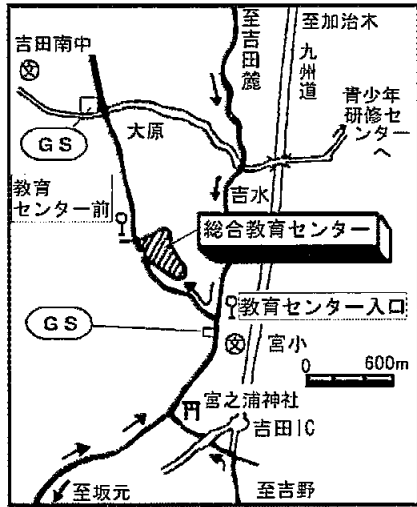 至加治木
至吉田麓
九州道
吉田南中
文
青少年
研修セ
ンター
へ
GS
大原
吉水
教育
センター前
総合教育センター
教育センター入口
GS
文
宮小
0
600m
宮之浦神社
吉田IC
至坂元
至吉野